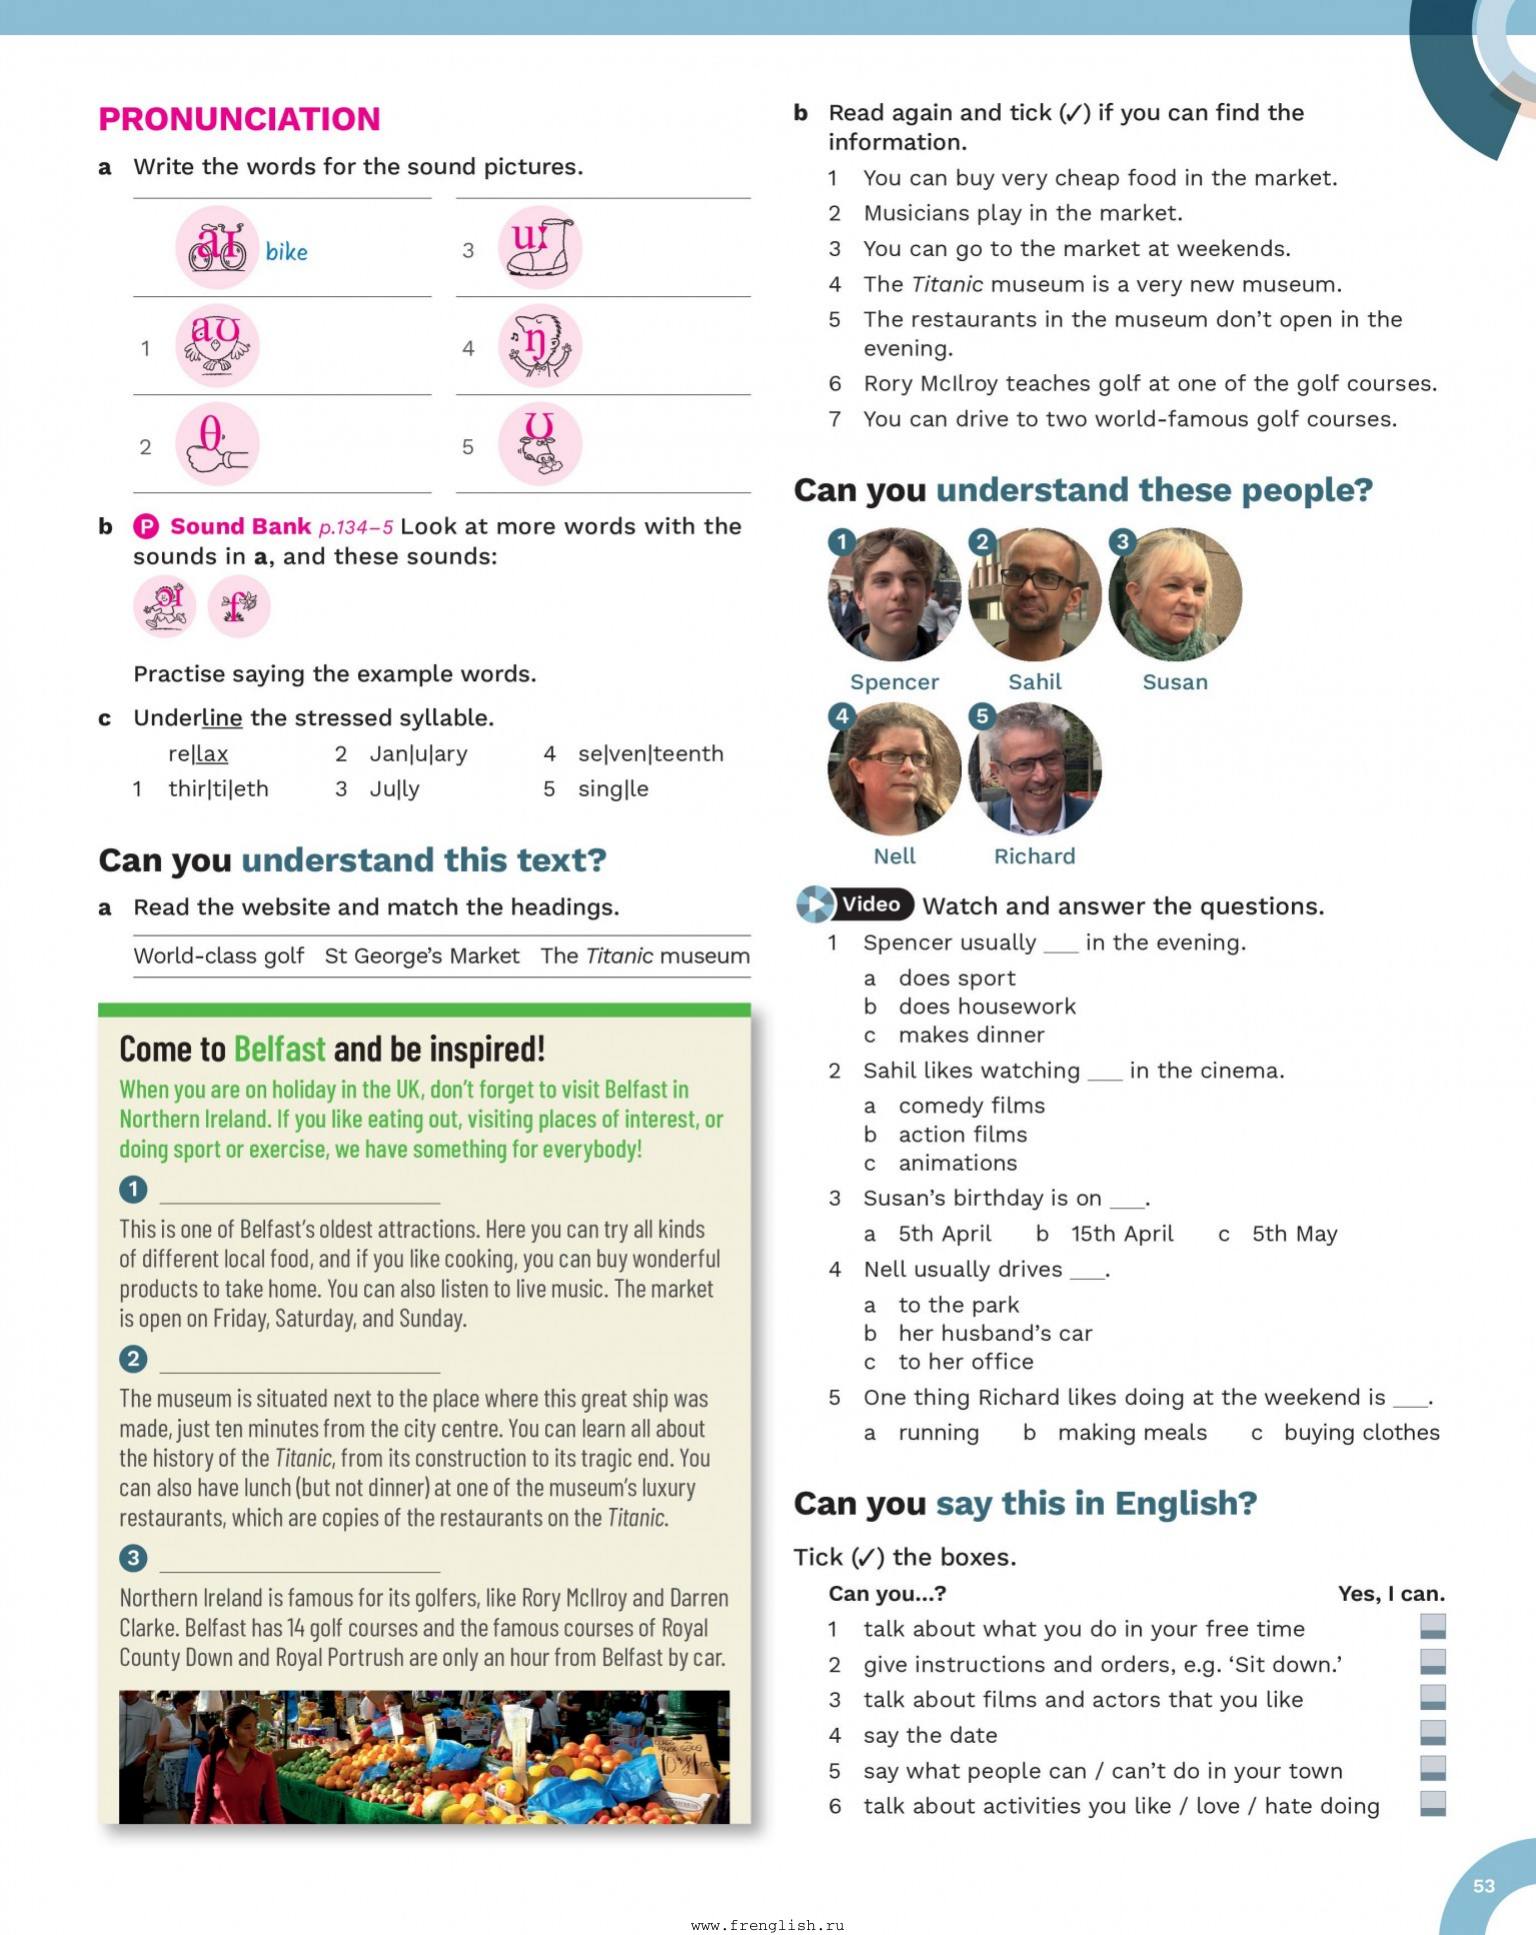 PRONUNCIATION
a Write the words for the sound pictures.
aɪ bike
1 aʊ
2 θ
3 uː
4 ŋ
5 ʊ
b P Sound Bank p.134–5 Look at more words with the
sounds in a, and these sounds:
ɔɪ f
Practise saying the example words.
c Underline the stressed syllable.
re|lax 2 Jan|u|ary 4 se|ven|teenth
1 thir|ti|eth 3 Ju|ly 5 sing|le
Can you understand this text?
a Read the website and match the headings.
World-class golf St George's Market The Titanic museum
Come to Belfast and be inspired!
When you are on holiday in the UK, don't forget to visit Belfast in
Northern Ireland. If you like eating out, visiting places of interest, or
doing sport or exercise, we have something for everybody!
1 ___
This is one of Belfast's oldest attractions. Here you can try all kinds
of different local food, and if you like cooking, you can buy wonderful
products to take home. You can also listen to live music. The market
is open on Friday, Saturday, and Sunday.
2 ___
The museum is situated next to the place where this great ship was
made, just ten minutes from the city centre. You can learn all about
the history of the Titanic, from its construction to its tragic end. You
can also have lunch (but not dinner) at one of the museum's luxury
restaurants, which are copies of the restaurants on the Titanic.
3 ___
Northern Ireland is famous for its golfers, like Rory McIlroy and Darren
Clarke. Belfast has 14 golf courses and the famous courses of Royal
County Down and Royal Portrush are only an hour from Belfast by car.
b Read again and tick (✓) if you can find the
information.
1 You can buy very cheap food in the market.
2 Musicians play in the market.
3 You can go to the market at weekends.
4 The Titanic museum is a very new museum.
5 The restaurants in the museum don't open in the
evening.
6 Rory McIlroy teaches golf at one of the golf courses.
7 You can drive to two world-famous golf courses.
Can you understand these people?
1 2 3
Spencer Sahil Susan
4 5
Nell Richard
Video Watch and answer the questions.
1 Spencer usually ___ in the evening.
a does sport
b does housework
c makes dinner
2 Sahil likes watching ___ in the cinema.
a comedy films
b action films
c animations
3 Susan's birthday is on ___.
a 5th April b 15th April c 5th May
4 Nell usually drives ___.
a to the park
b her husband's car
c to her office
5 One thing Richard likes doing at the weekend is ___.
a running b making meals c buying clothes
Can you say this in English?
Tick (✓) the boxes.
Can you...? Yes, I can.
1 talk about what you do in your free time
2 give instructions and orders, e.g. 'Sit down.'
3 talk about films and actors that you like
4 say the date
5 say what people can / can't do in your town
6 talk about activities you like / love / hate doing
53
www.frenglish.ru